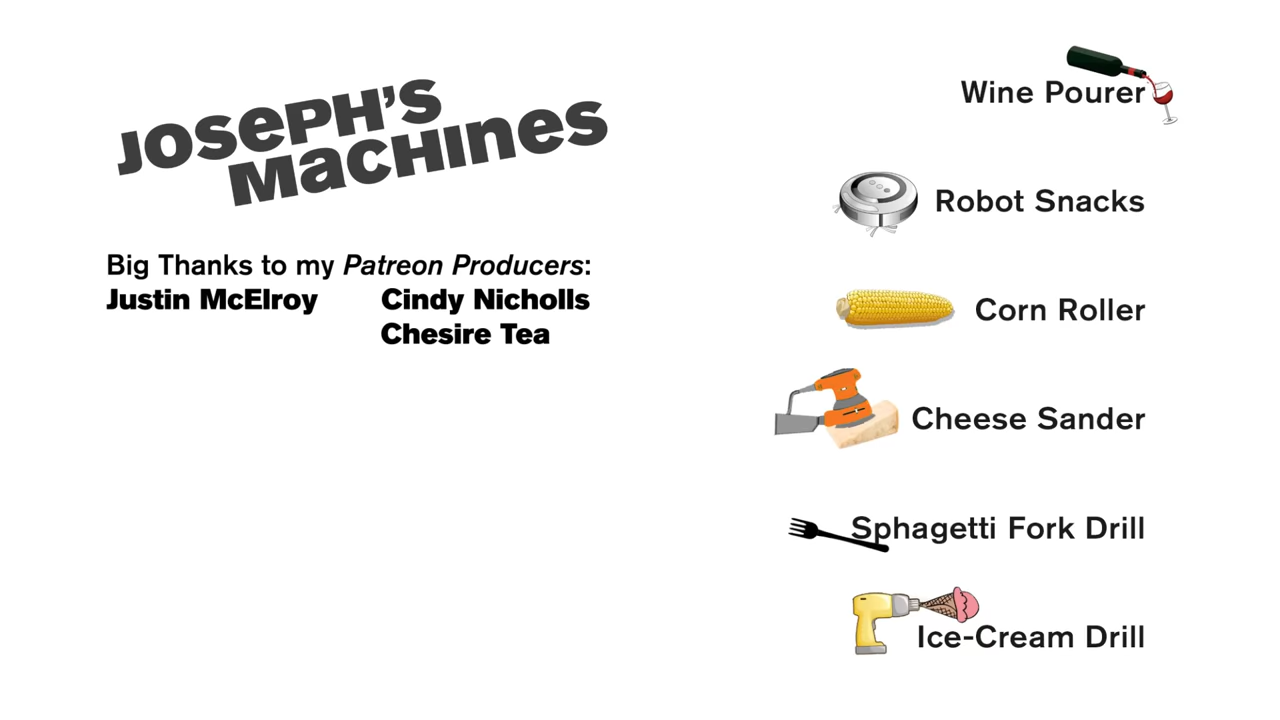 JOSEPH'S
MACHINES
Big Thanks to my Patreon Producers:
Justin McElroy Cindy Nicholls
Chesire Tea
Wine Pourer
Robot Snacks
Corn Roller
Cheese Sander
Sphagetti Fork Drill
Ice-Cream Drill